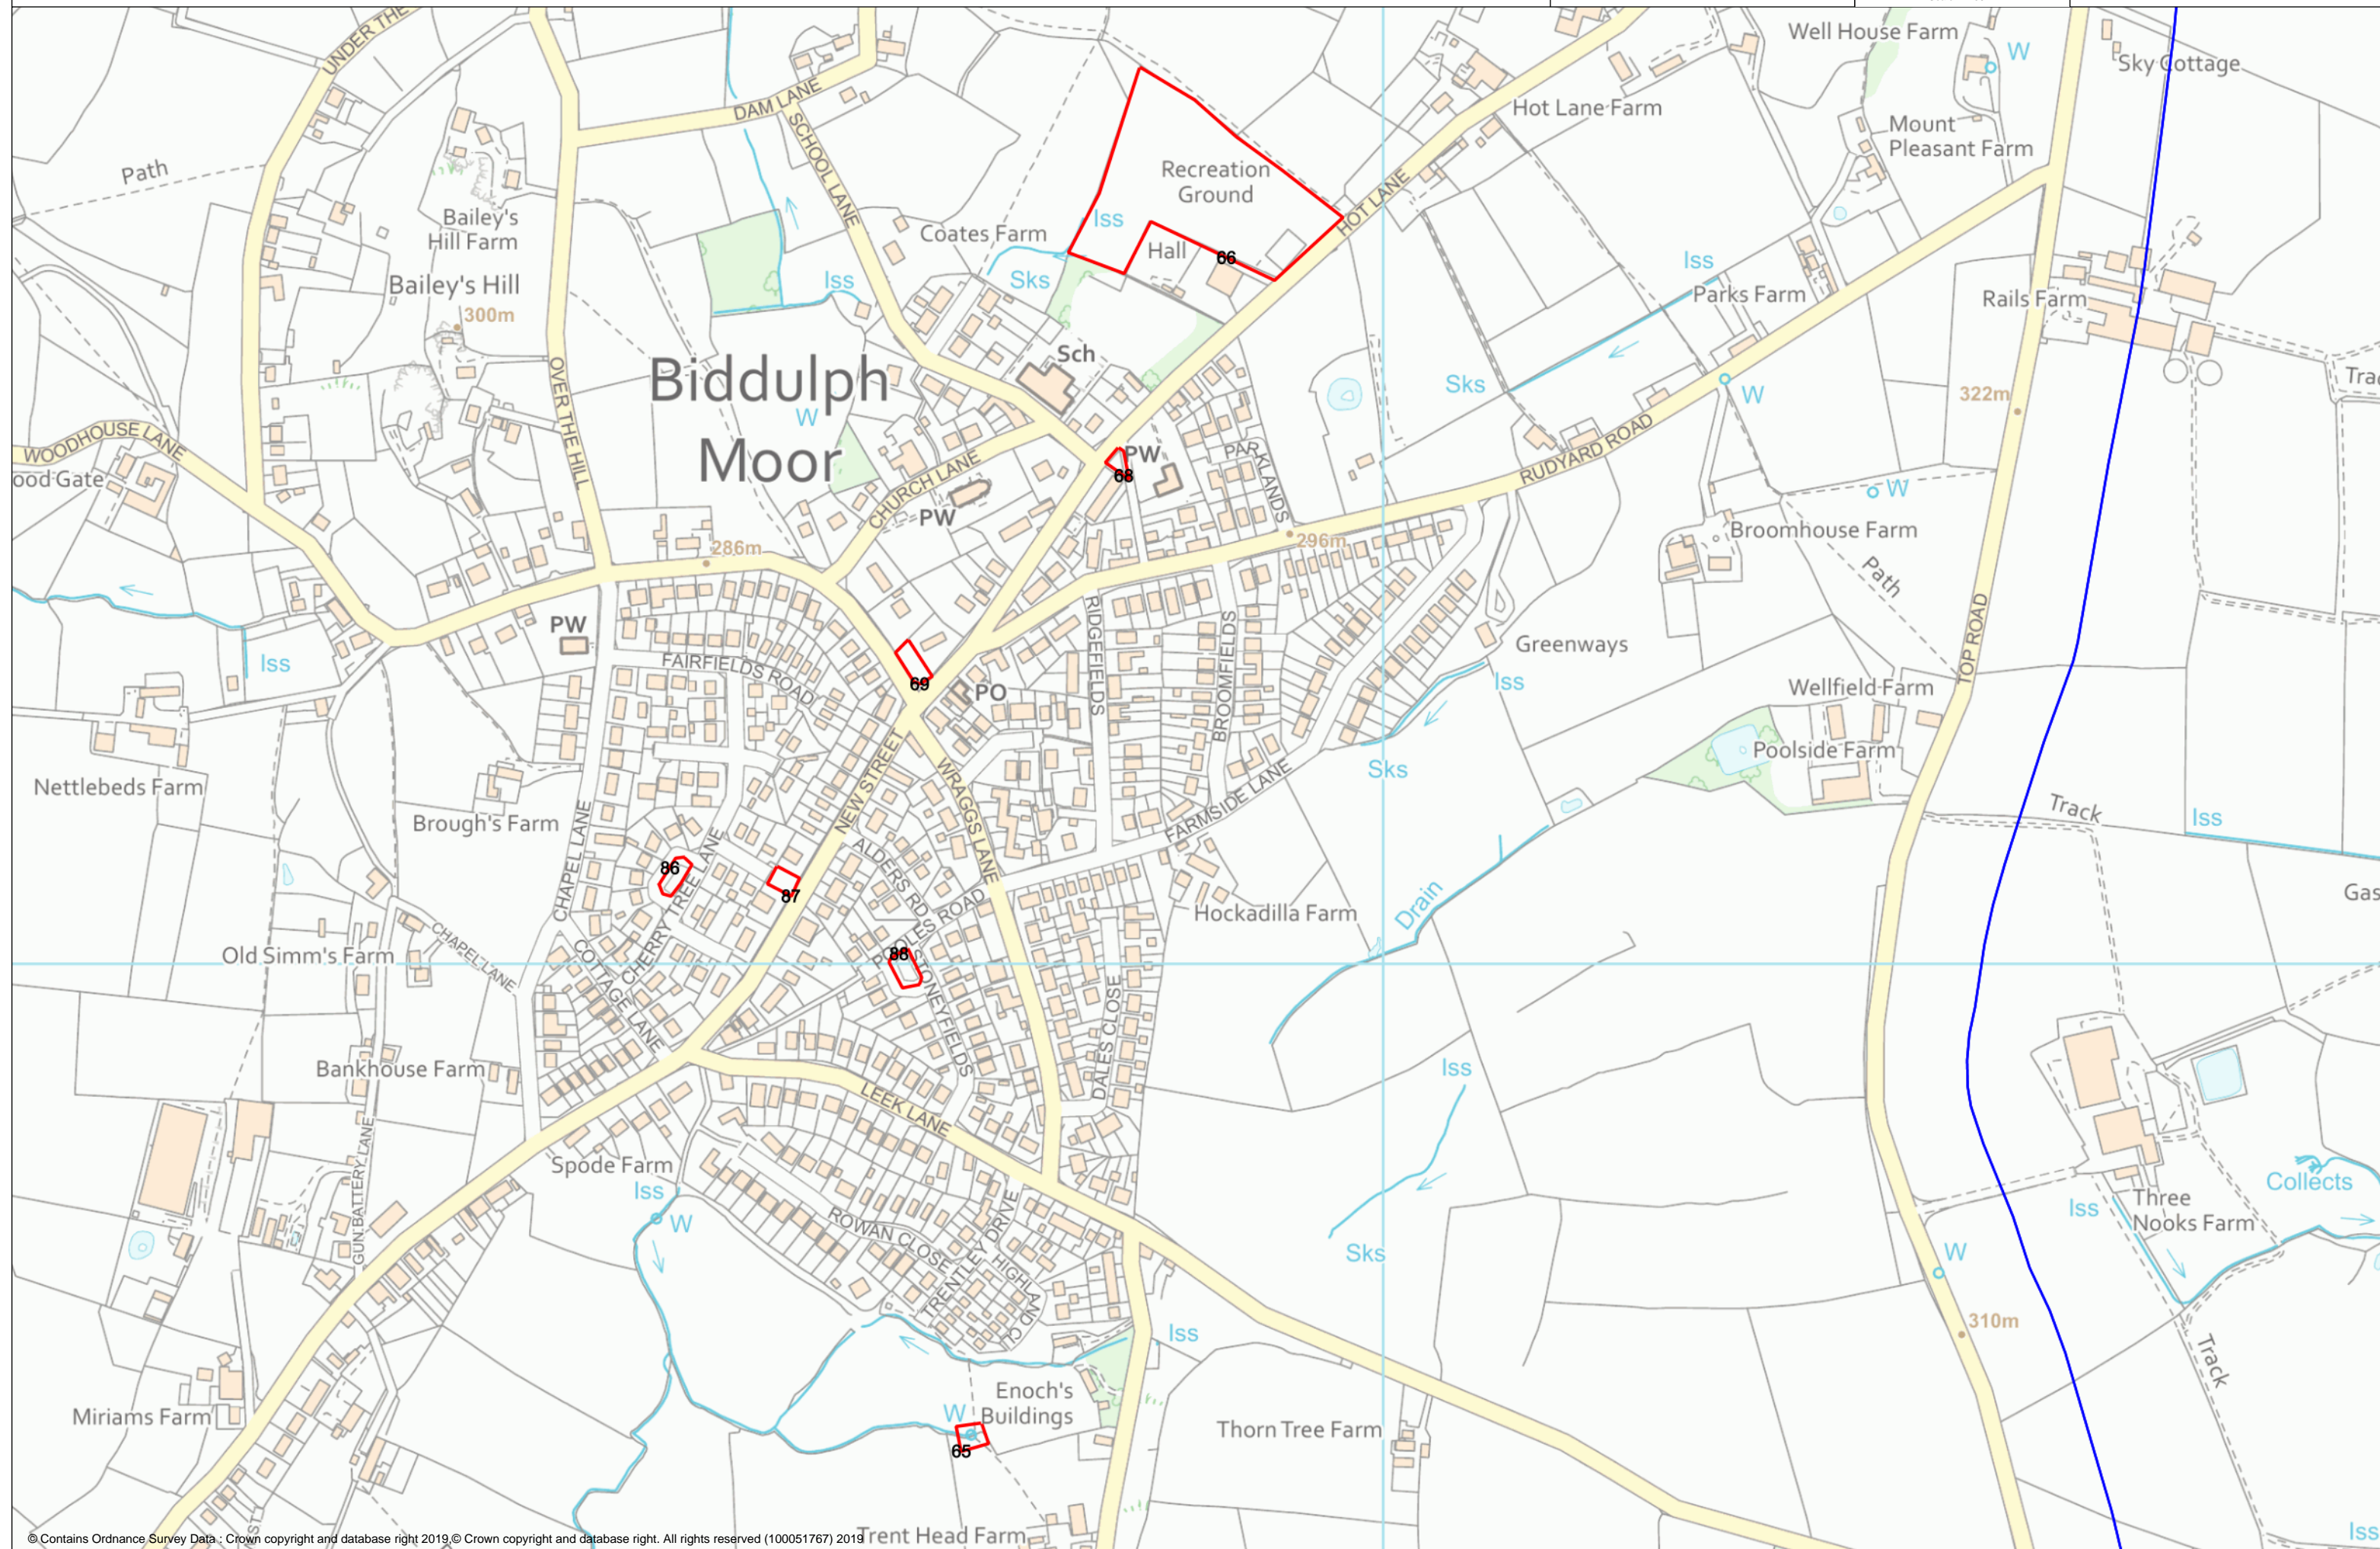 UNDER THE
Well House Farm
W
Sky Cottage
DAM LANE
SCHOOL LANE
Hot Lane Farm
Mount
Pleasant Farm
Path
Recreation
Ground
HOT LANE
Bailey's
Hill Farm
Coates Farm
Iss
Hall
66
Iss
Bailey's Hill
Iss
Sks
Parks Farm
Rails Farm
300m
Sch
OVER THE HILL
Biddulph
Moor
W
Sks
W
322m
Trac
WOODHOUSE LANE
ood Gate
CHURCH LANE
PW
68
PARKLANDS
RUDYARD ROAD
W
PW
286m
296m
Broomhouse Farm
Path
PW
RIDGEFIELDS
BROOMFIELDS
TOP ROAD
Iss
FAIRFIELDS ROAD
69
PO
Greenways
Iss
Wellfield Farm
Poolside Farm
Nettlebeds Farm
NEW STREET
WRAGGS LANE
Sks
Track
Iss
Brough's Farm
CHAPEL LANE
FARMSIDE LANE
86
CHERRY TREE LANE
87
ALDERS RD
ROAD
Drain
Gas
Hockadilla Farm
Old Simm's Farm
CHAPEL LANE
COTTAGE LANE
88
STONEYFIELDS
DALES CLOSE
Bankhouse Farm
LEEK LANE
Iss
GUN BATTERY LANE
Spode Farm
Iss
W
ROWAN CLOSE
TRENTLEY DRIVE
HIGHLAND CL
Sks
Iss
Three
Nooks Farm
Collects
W
310m
Iss
Track
Miriams Farm
Enoch's
Buildings
W
65
Thorn Tree Farm
Trent Head Farm
Iss
© Contains Ordnance Survey Data : Crown copyright and database right 2019,© Crown copyright and database right. All rights reserved (100051767) 2019